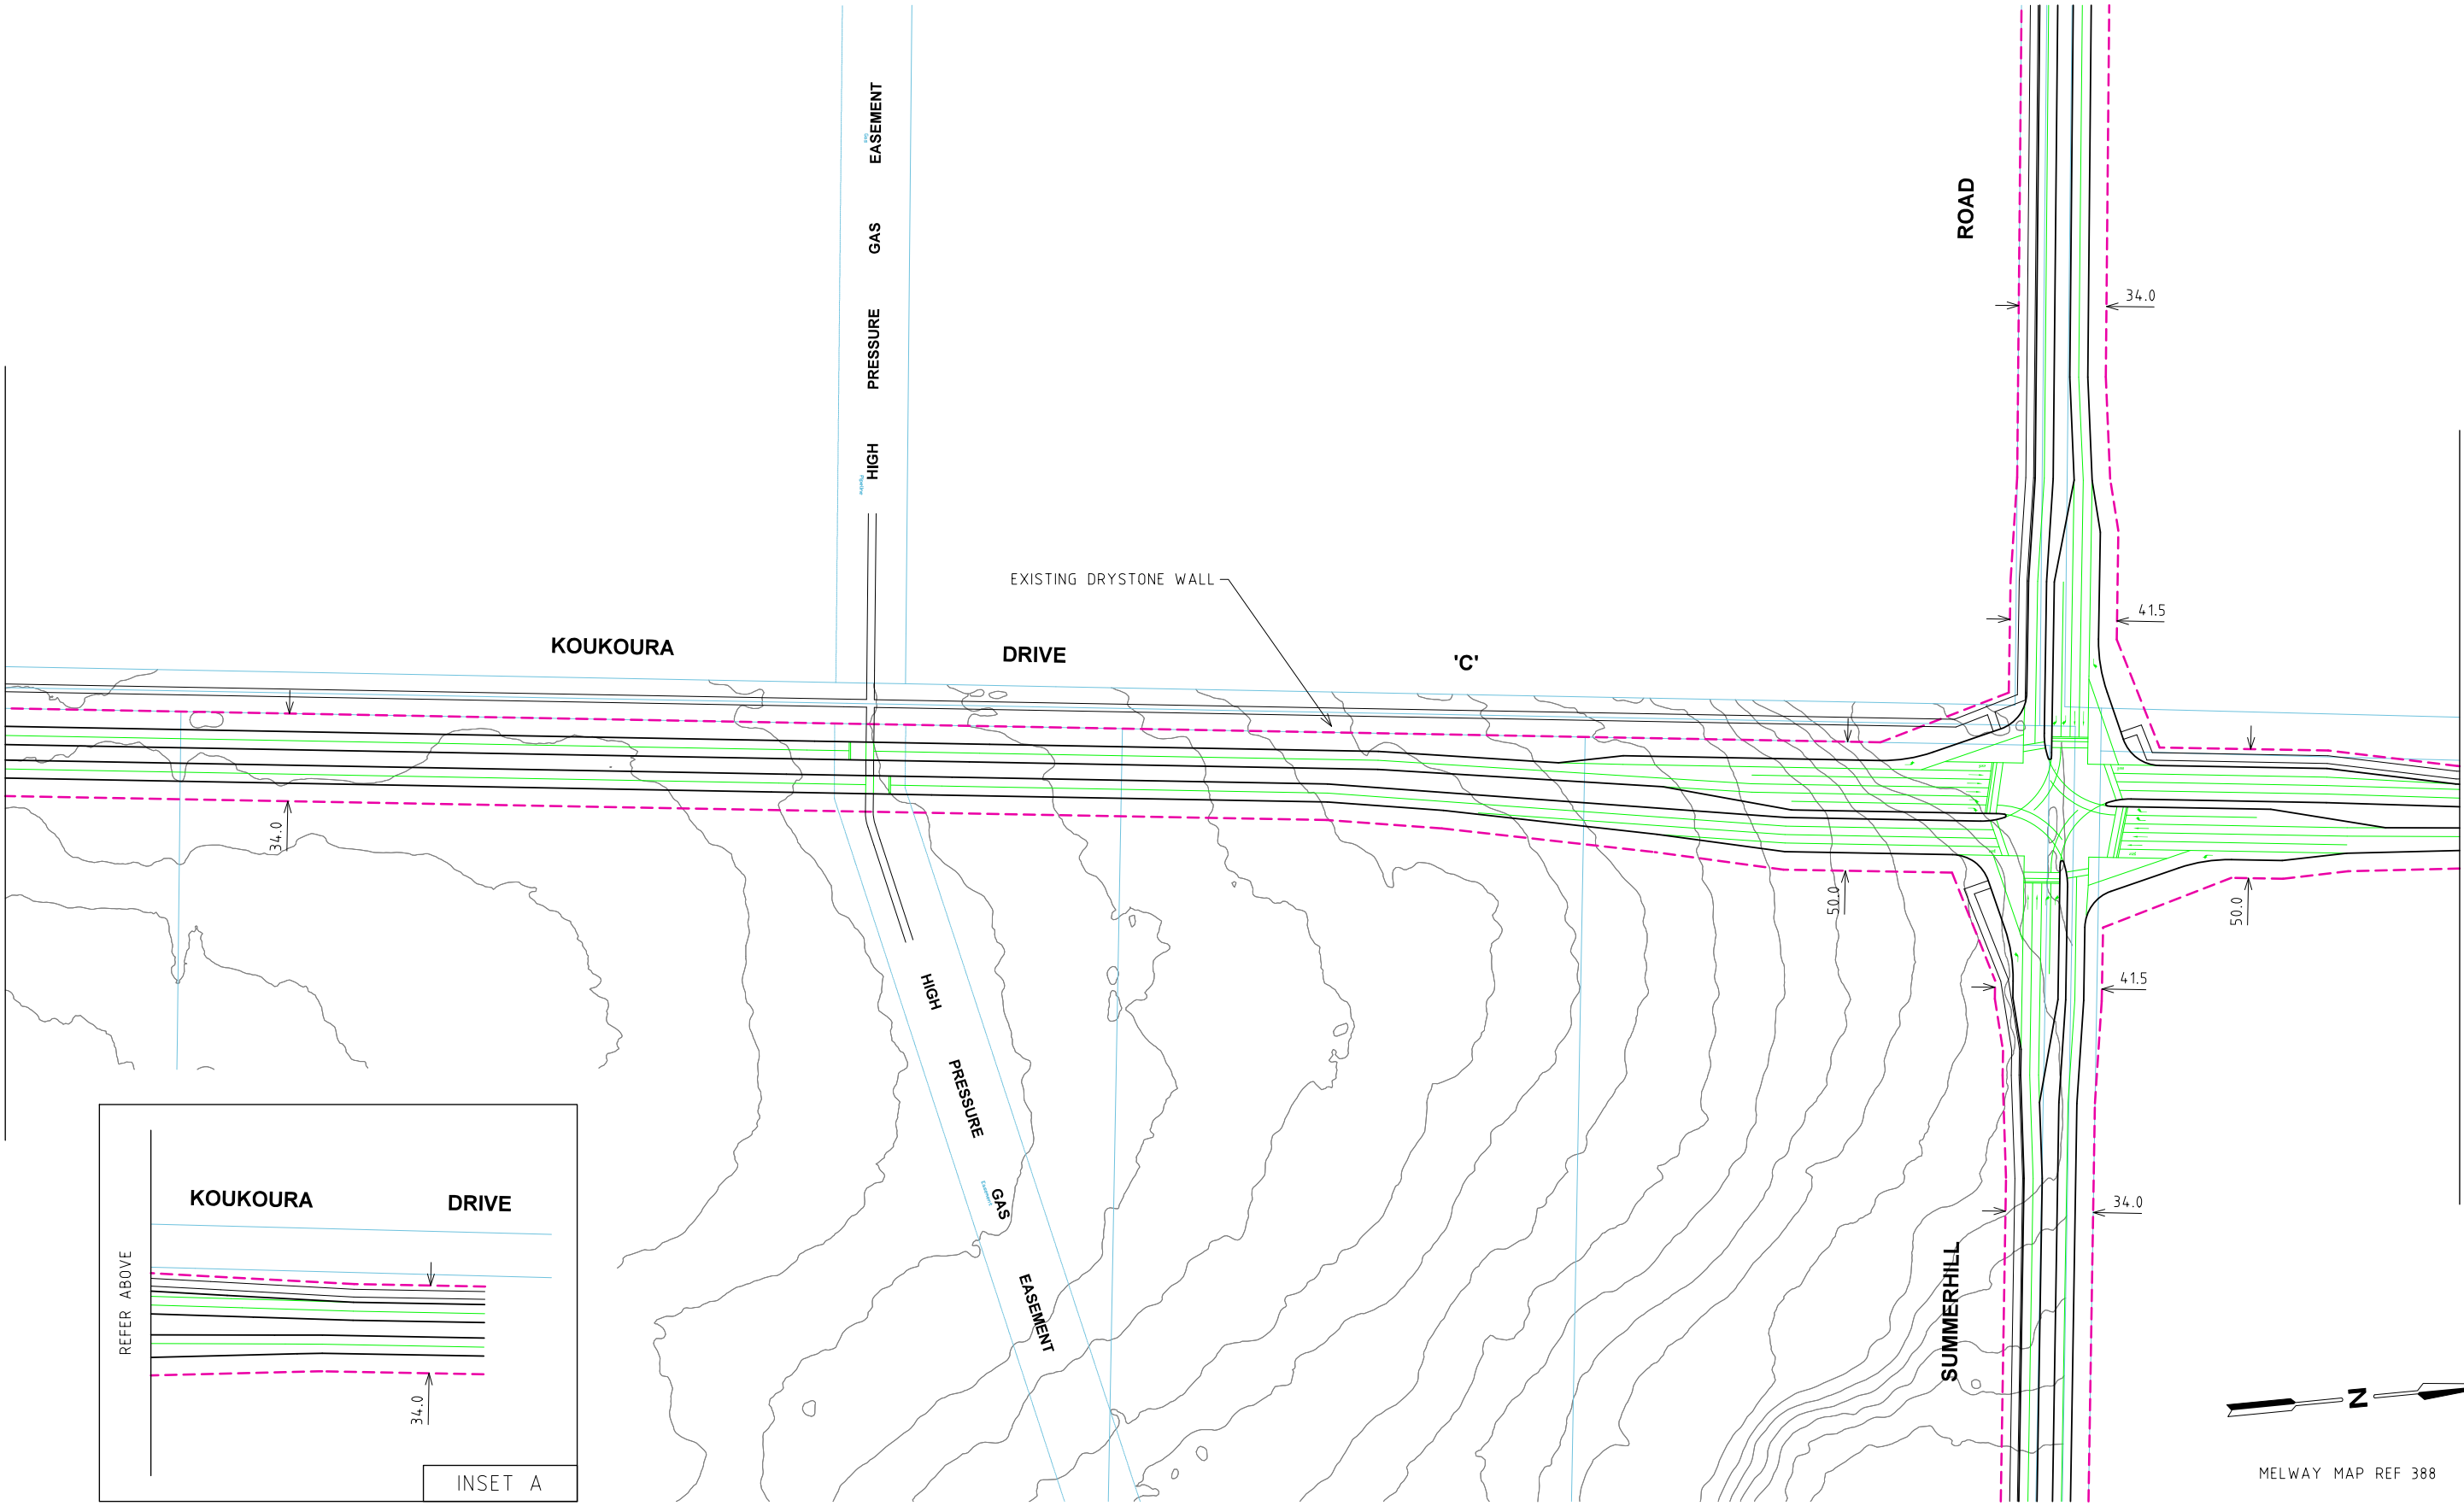 EASEMENT
GAS
PRESSURE
HIGH
ROAD
34.0
EXISTING DRYSTONE WALL
41.5
KOUKOURA DRIVE 'C'
34.0
50.0
50.0
HIGH
PRESSURE
GAS
EASEMENT
41.5
34.0
SUMMERHILL
KOUKOURA DRIVE
REFER ABOVE
34.0
INSET A
N
MELWAY MAP REF 388